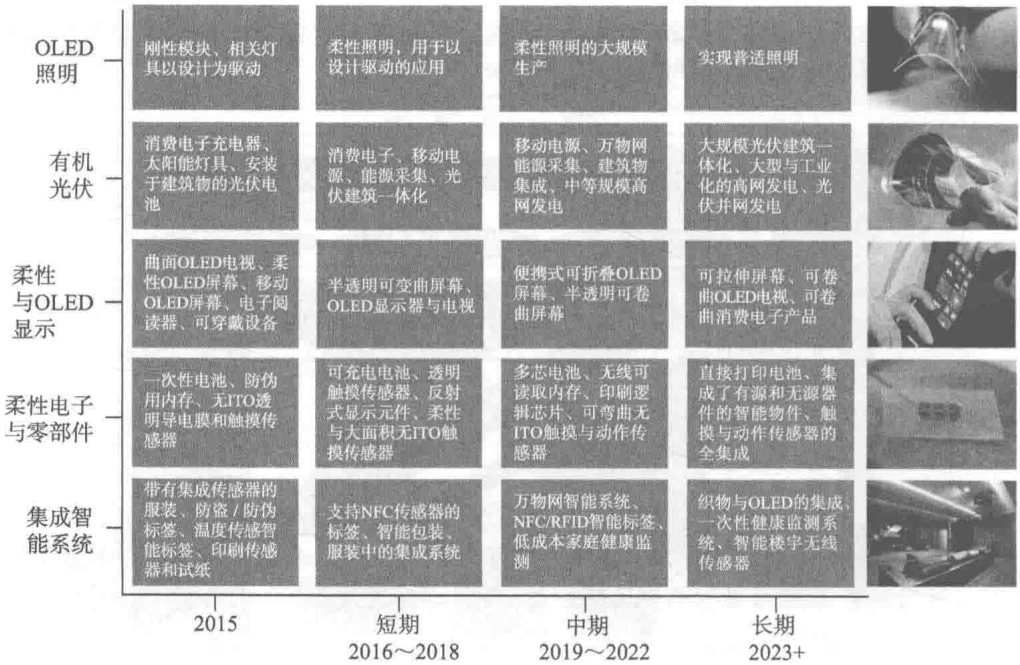 OLED
照明
刚性模块、相关灯
具以设计为驱动
柔性照明，用于以
设计驱动的应用
柔性照明的大规模
生产
实现普适照明
有机
光伏
消费电子充电器、
太阳能灯具、安装
于建筑物的光伏电
池
消费电子、移动电
源、能源采集、光
伏建筑一体化
移动电源、万物网
能源采集、建筑物
集成、中等规模高
网发电
大规模光伏建筑一
体化、大型与工业
化的高网发电、光
伏并网发电
柔性
与OLED
显示
曲面OLED电视、柔
性OLED屏幕、移动
OLED屏幕、电子阅
读器、可穿戴设备
半透明可变曲屏幕、
OLED显示器与电视
便携式可折叠OLED
屏幕、半透明可卷
曲屏幕
可拉伸屏幕、可卷
曲OLED电视、可卷
曲消费电子产品
柔性电子
与零部件
一次性电池、防伪
用内存、无ITO透
明导电膜和触摸传
感器
可充电电池、透明
触摸传感器、反射
式显示元件、柔性
与大面积无ITO触
摸传感器
多芯电池、无线可
读取内存、印刷逻
辑芯片、可弯曲无
ITO触摸与动作传
感器
直接打印电池、集
成了有源和无源器
件的智能物件、触
摸与动作传感器的
全集成
集成智
能系统
带有集成传感器的
服装、防盗/防伪
标签、温度传感智
能标签、印刷传感
器和试纸
支持NFC传感器的
标签、智能包装、
服装中的集成系统
万物网智能系统、
NFC/RFID智能标签、
低成本家庭健康监
测
织物与OLED的集成、
一次性健康监测系
统、智能楼宇无线
传感器
2015
短期
2016～2018
中期
2019～2022
长期
2023+